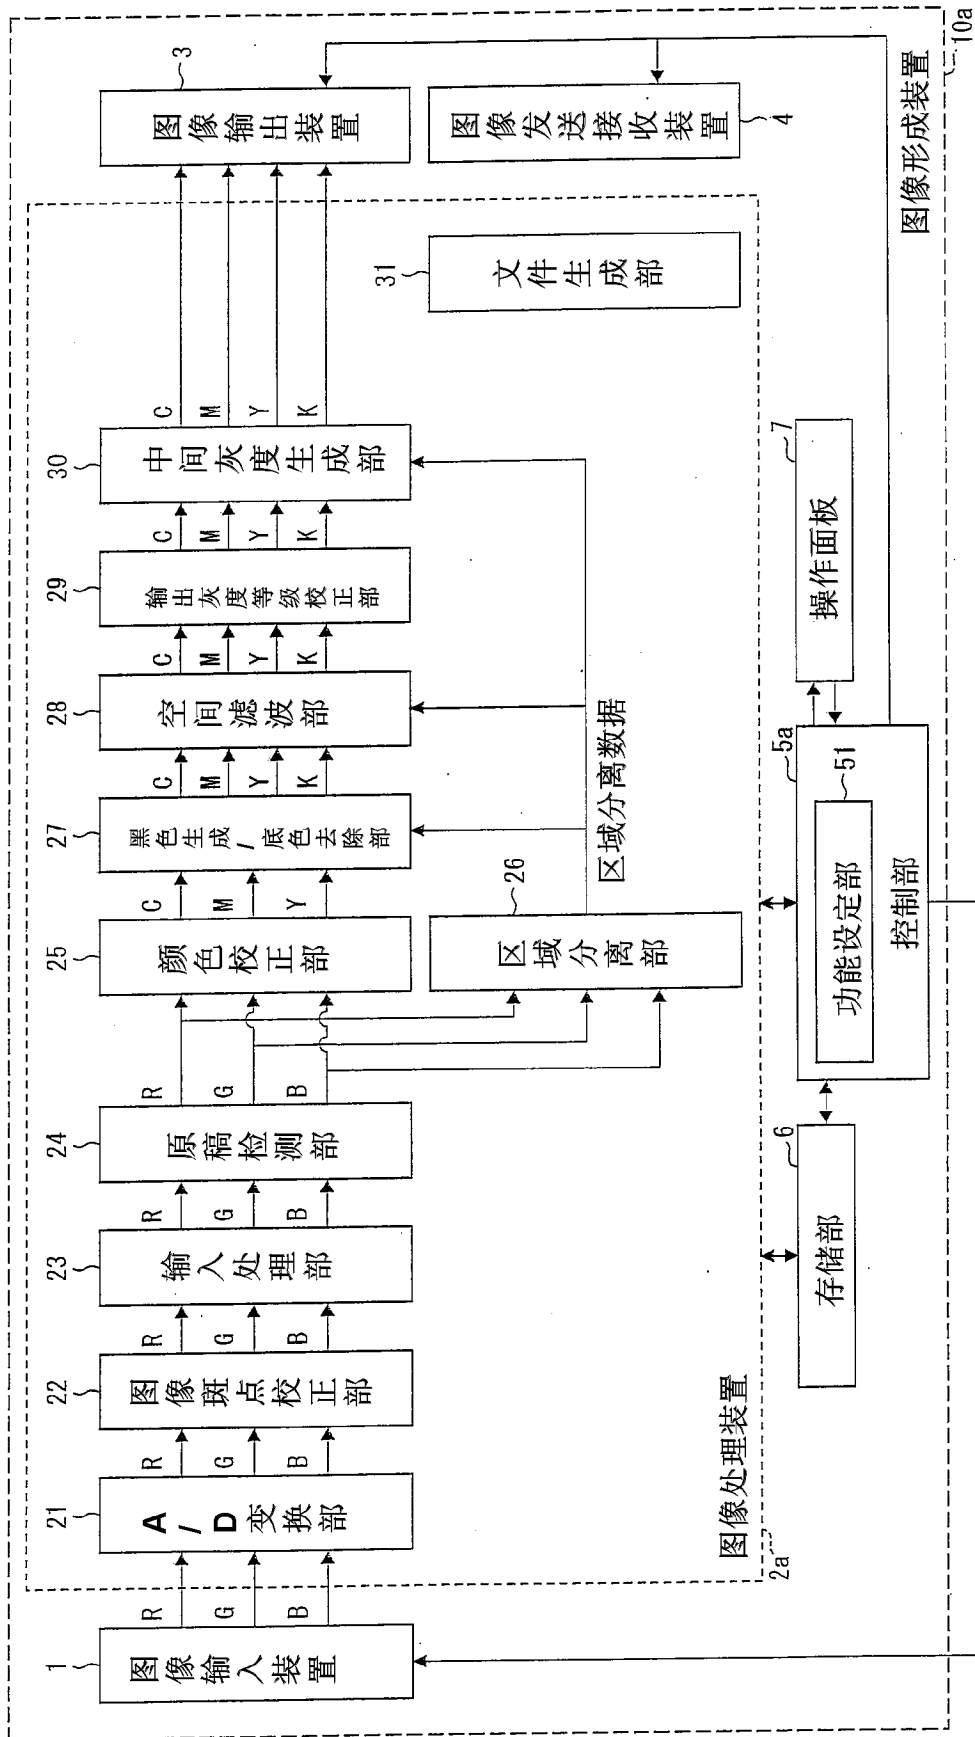 图像形成装置
10a
图像处理装置
2a
1
图像输入装置
R
G
B
21
A/D变换部
R
G
B
22
图像斑点校正部
R
G
B
23
输入处理部
R
G
B
24
原稿检测部
R
G
B
25
颜色校正部
C
M
Y
26
区域分离部
区域分离数据
27
黑色生成/底色去除部
C
M
Y
K
28
空间滤波部
C
M
Y
K
29
输出灰度等级校正部
C
M
Y
K
30
中间灰度生成部
C
M
Y
K
31
文件生成部
3
图像输出装置
图像发送接收装置
4
6
存储部
5a
51
功能设定部
控制部
7
操作面板